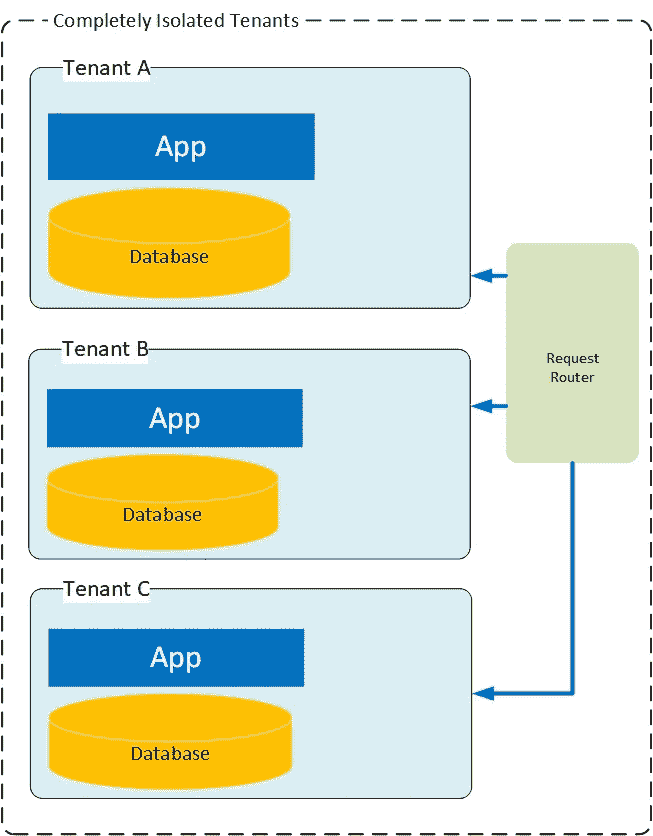 Completely Isolated Tenants
Tenant A
App
Database
Tenant B
App
Database
Tenant C
App
Database
Request
Router